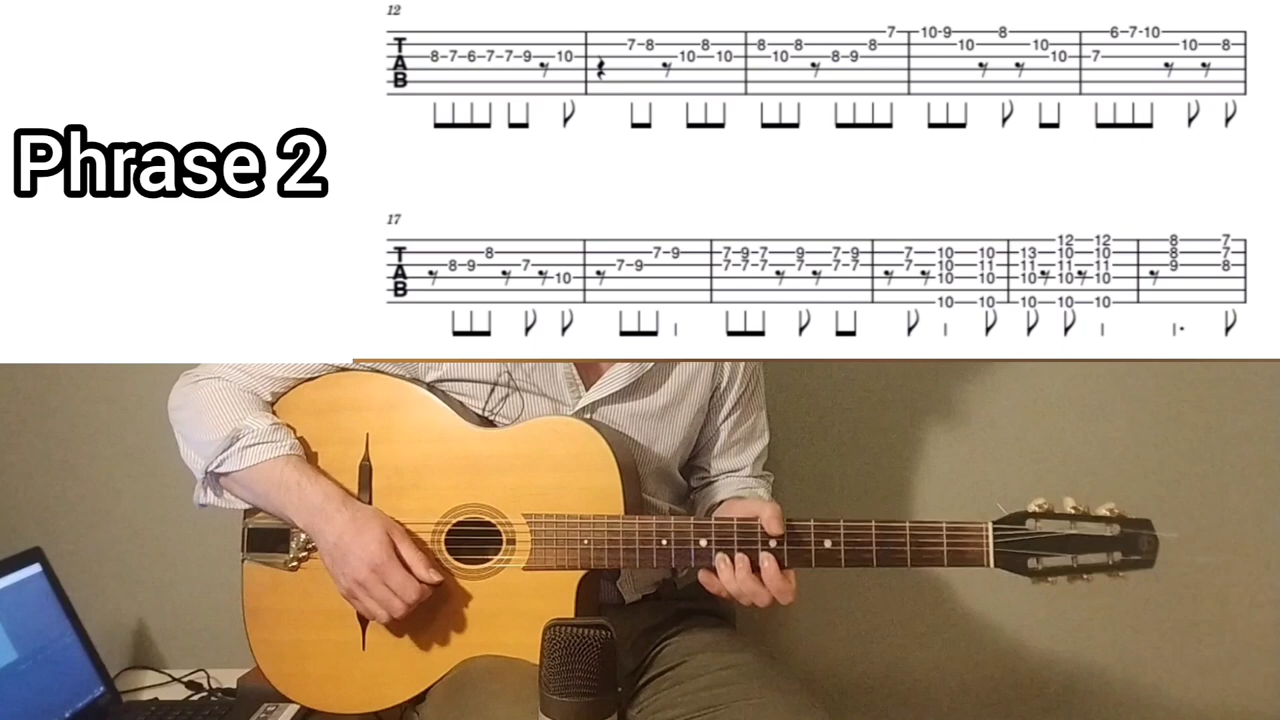 12
8-7-6-7-7-9 10 7-8 10 8 10 8 10 8 8-9 8 7 10-9 10 8 10 10 7 6-7-10 10 8
TAB
Phrase 2
17
8-9 8 7 10 7-9 7-9 7 9 7 9 7-9 7 10 10 13 12 12 8 7
7-7-7 7 7-7 7 10 11 11 10 11 8 7
10 10 10 10 10 9 8
10 10 10 10 10
TAB